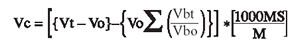 Vc = [{Vt – Vo}–{Vo∑(Vbt/Vbo)}] * [1000MS/M]